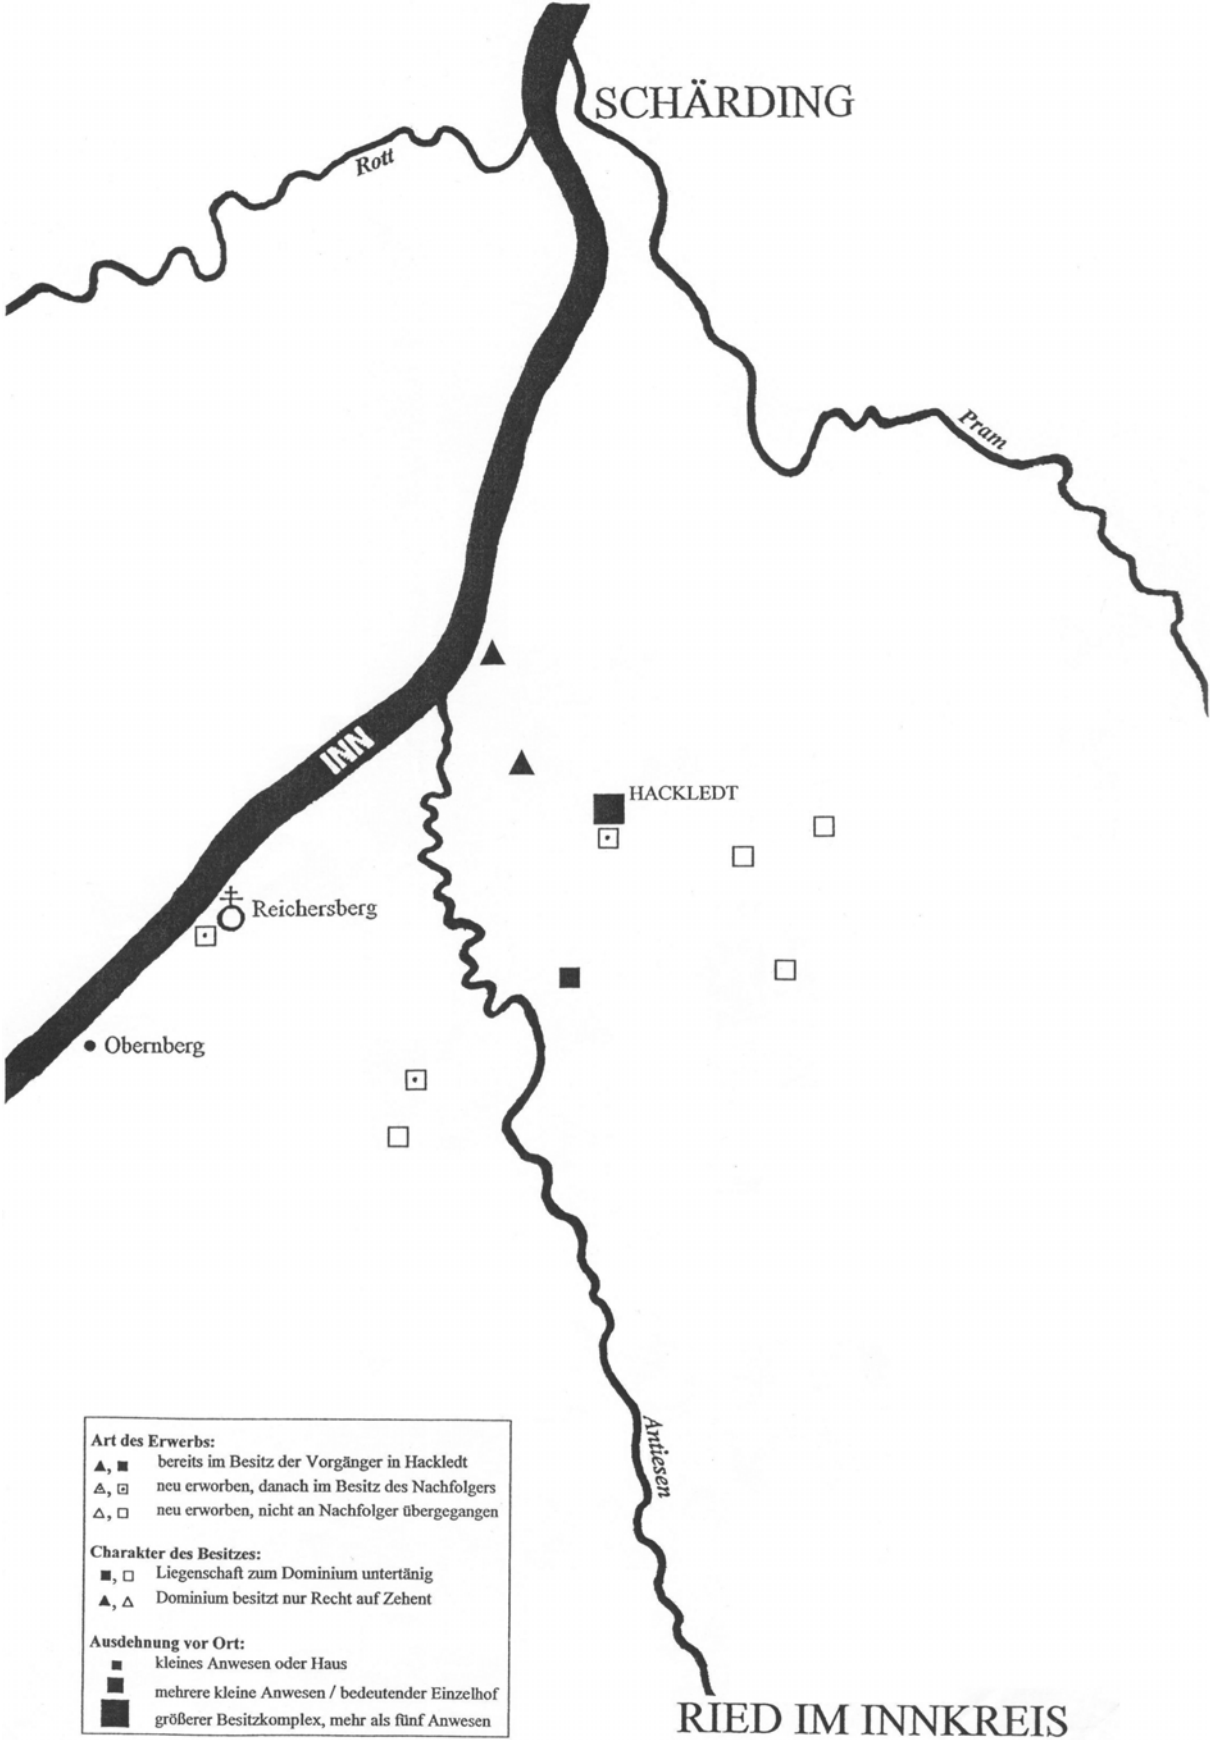 SCHÄRDING
Rott
Pram
INN
HACKLEDT
Reichersberg
Obernberg
Antiesen
Art des Erwerbs:
▲, ■ bereits im Besitz der Vorgänger in Hackledt
neu erworben, danach im Besitz des Nachfolgers
△, □ neu erworben, nicht an Nachfolger übergegangen
Charakter des Besitzes:
■, □ Liegenschaft zum Dominium untertänig
▲, △ Dominium besitzt nur Recht auf Zehent
Ausdehnung vor Ort:
kleines Anwesen oder Haus
mehrere kleine Anwesen / bedeutender Einzelhof
größerer Besitzkomplex, mehr als fünf Anwesen
RIED IM INNKREIS